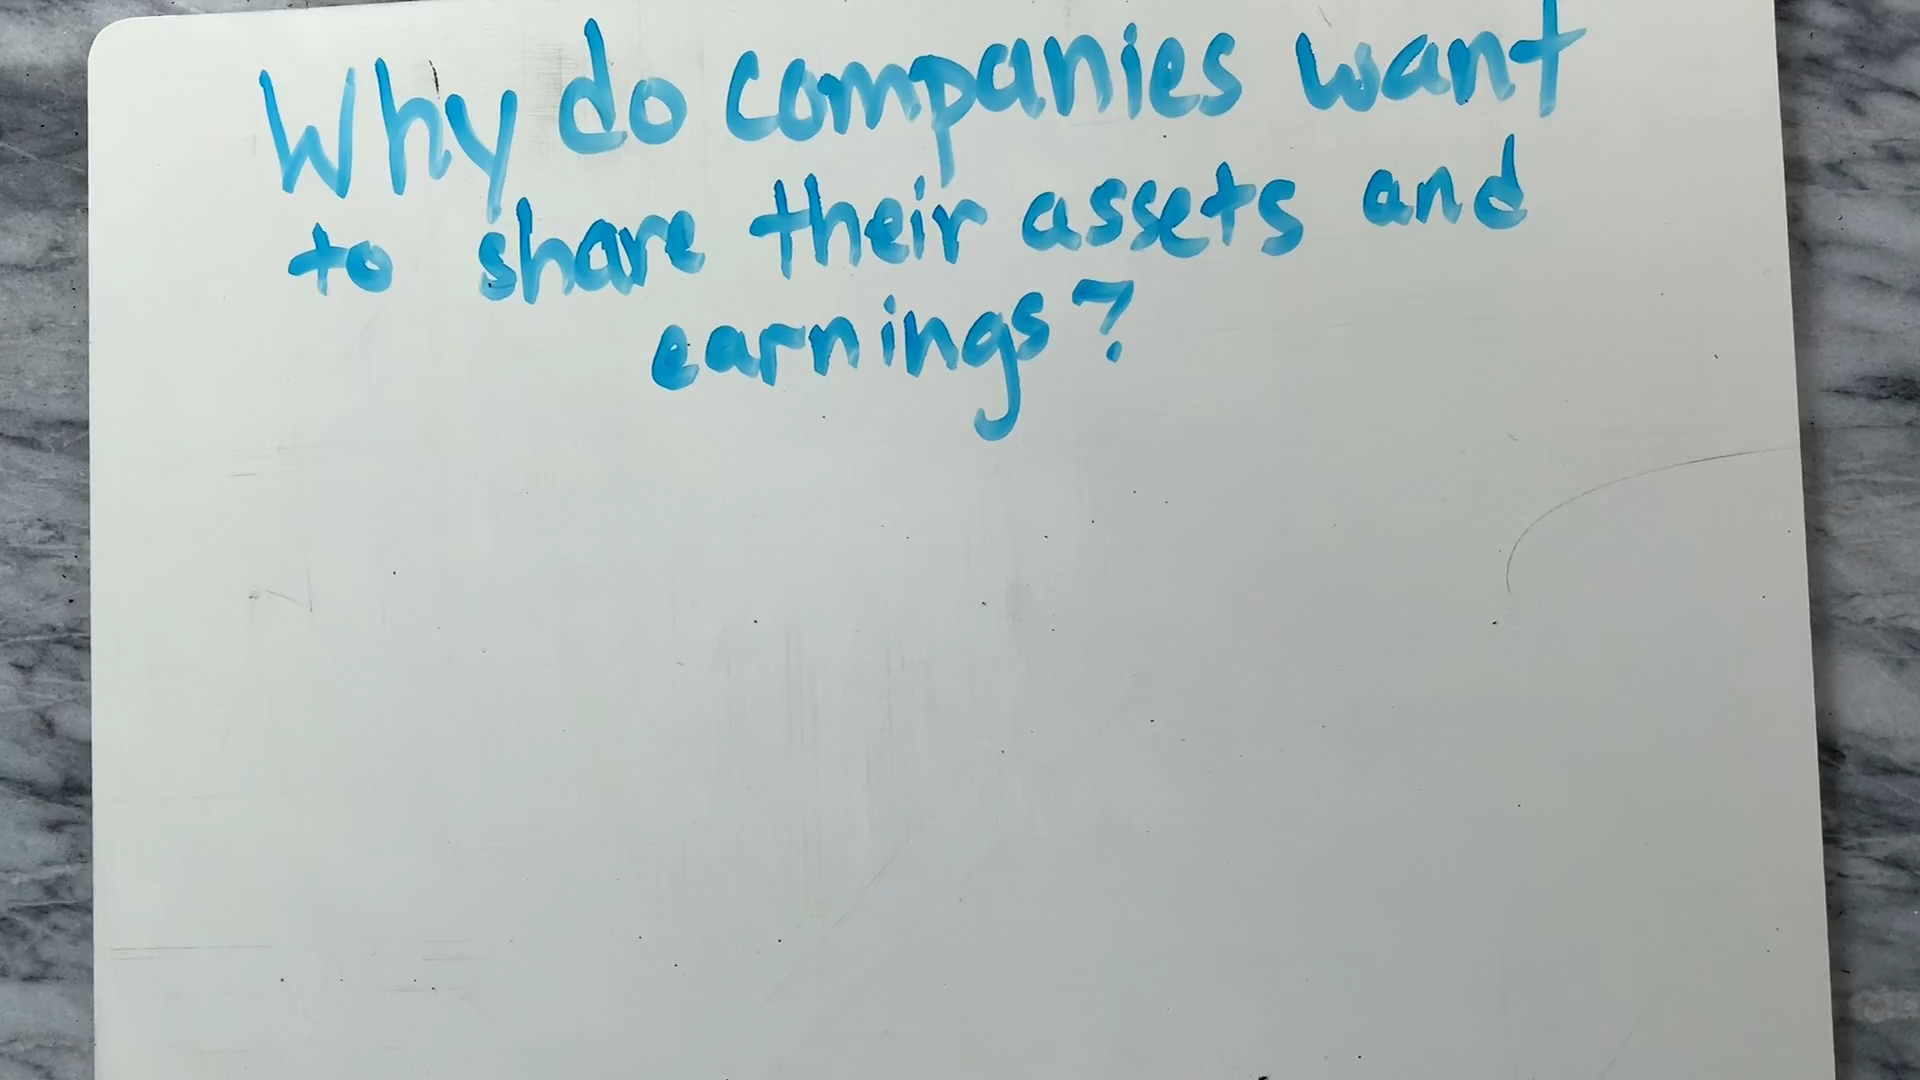 Why do companies want
to share their assets and
earnings?